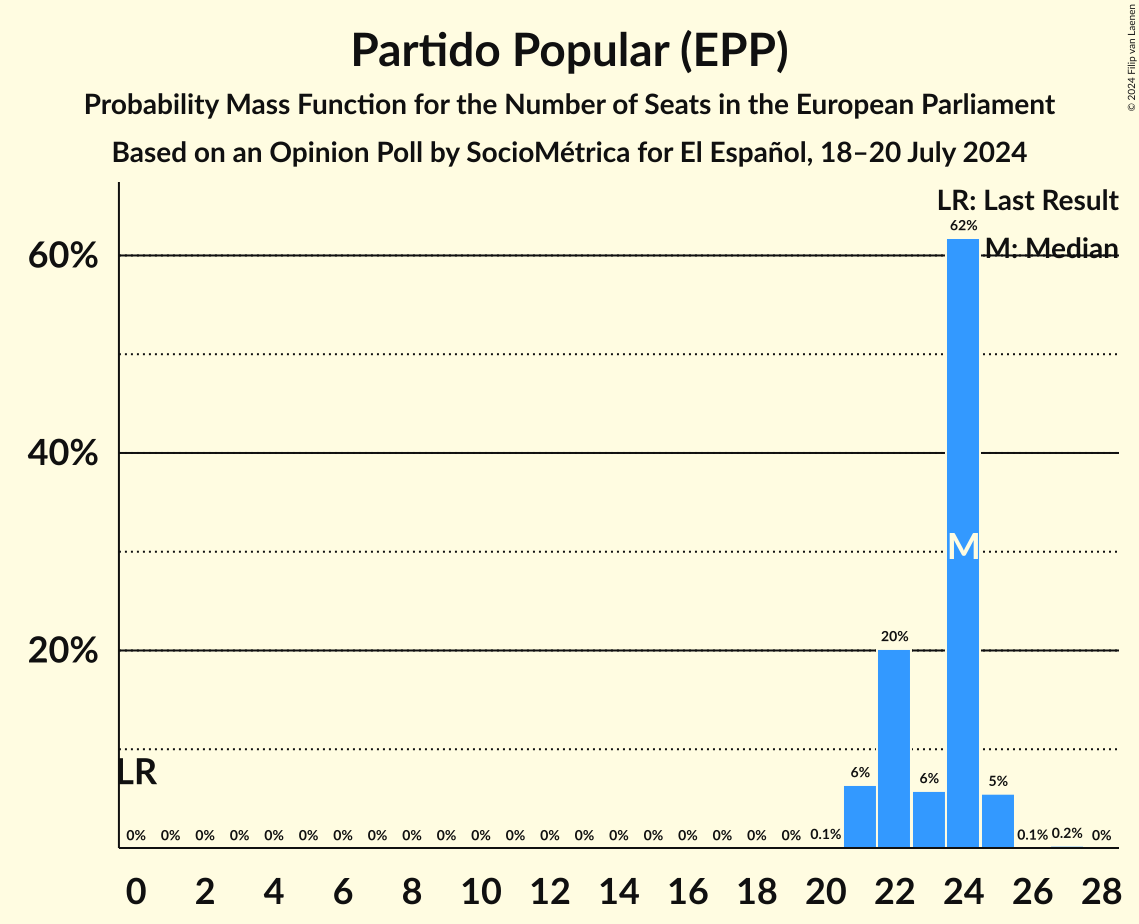 Partido Popular (EPP)
Probability Mass Function for the Number of Seats in the European Parliament
Based on an Opinion Poll by SocioMétrica for El Español, 18–20 July 2024
© 2024 Filip van Laenen
LR: Last Result
M: Median
60%
40%
20%
62%
M
20%
LR
6%
6%
5%
0% 0% 0% 0% 0% 0% 0% 0% 0% 0% 0% 0% 0% 0% 0% 0% 0% 0% 0% 0% 0.1% 0.1% 0.2% 0%
0 2 4 6 8 10 12 14 16 18 20 22 24 26 28